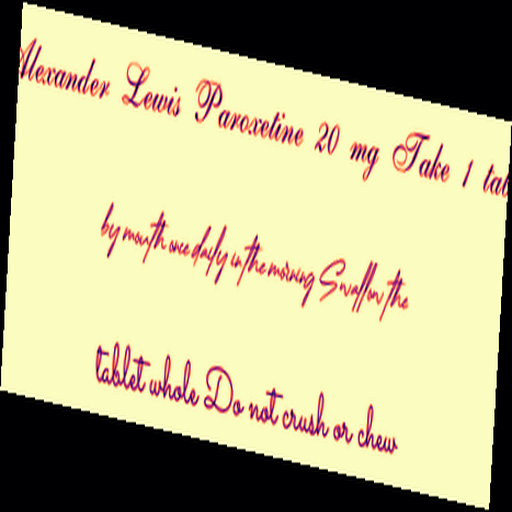 Alexander Lewis Paroxetine 20 mg Take 1 tab
by mouth once daily in the morning Swallow the
tablet whole Do not crush or chew